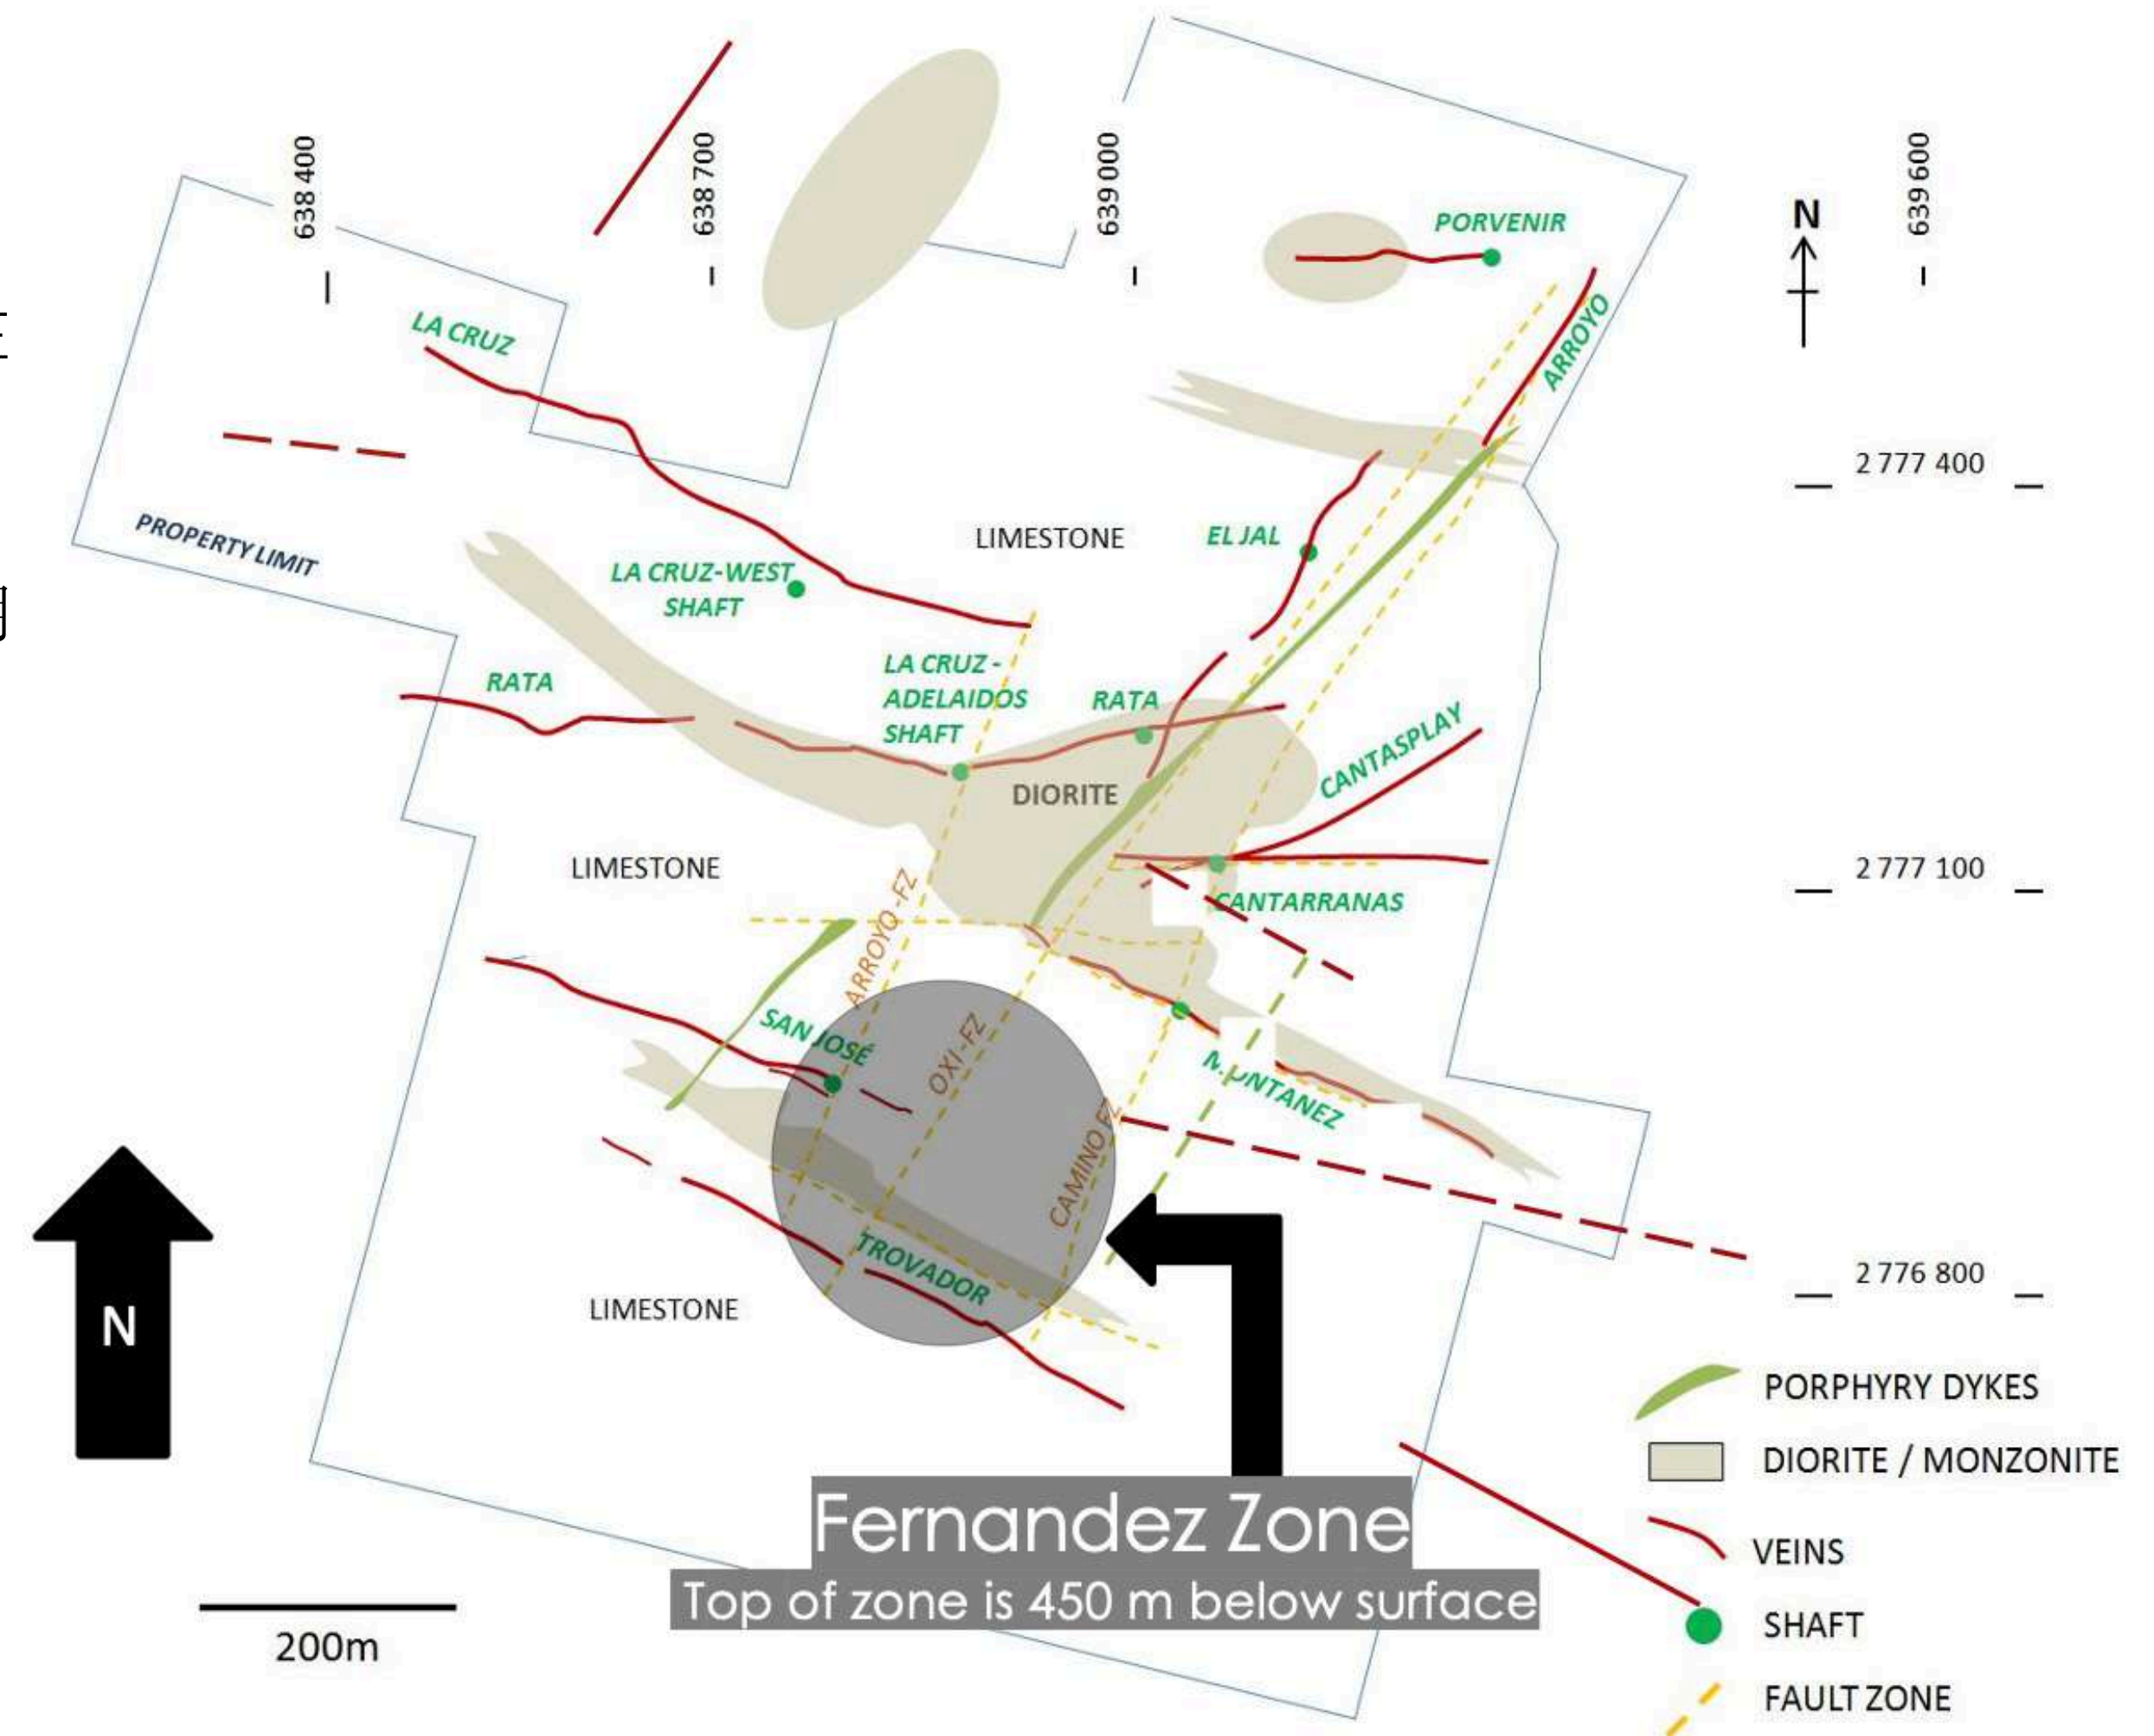 638 400
638 700
639 000
639 600
N
PORVENIR
ARROYO
LA CRUZ
2 777 400
PROPERTY LIMIT
LIMESTONE
EL JAL
LA CRUZ-WEST
SHAFT
LA CRUZ -
ADELAIDOS
SHAFT
RATA
RATA
CANTASPLAY
DIORITE
LIMESTONE
2 777 100
CANTARRANAS
ARROYO -FZ
SAN JOSÉ
OXI -FZ
MONTANEZ
CAMINO FZ
TROVADOR
2 776 800
LIMESTONE
N
PORPHYRY DYKES
DIORITE / MONZONITE
VEINS
SHAFT
FAULT ZONE
Fernandez Zone
Top of zone is 450 m below surface
200m